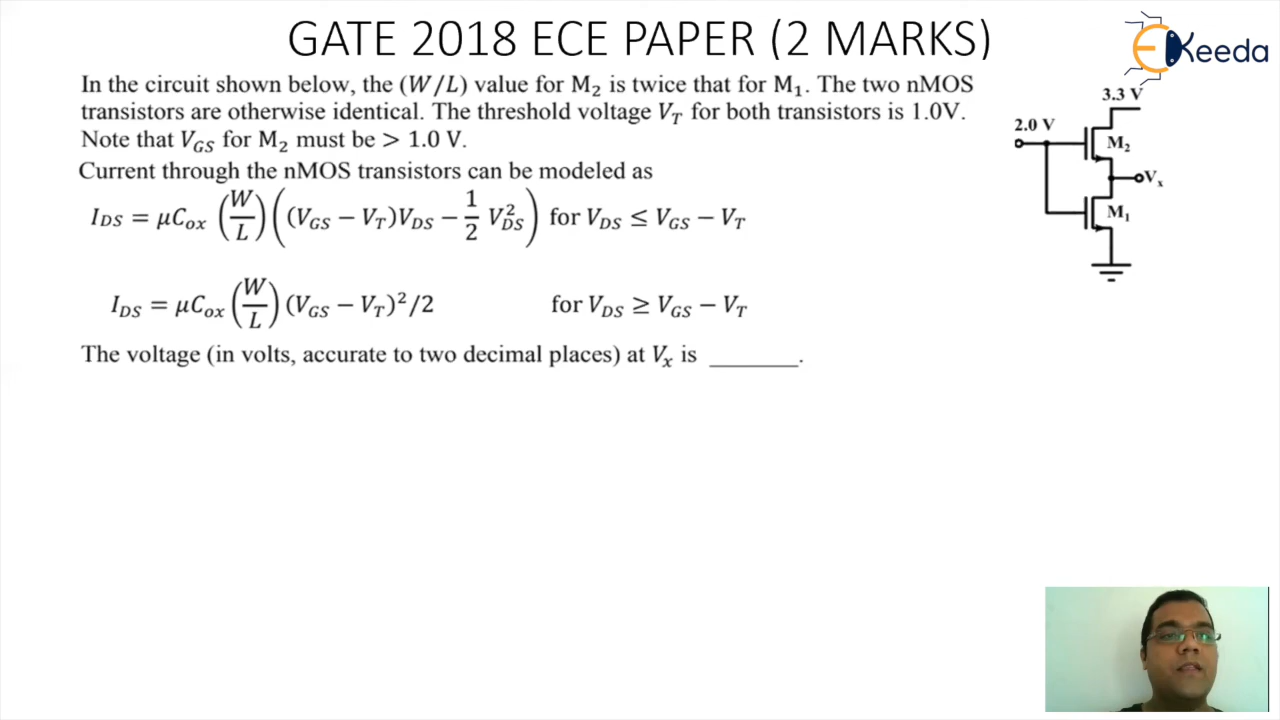 GATE 2018 ECE PAPER (2 MARKS)
EKeeda
In the circuit shown below, the (W/L) value for M₂ is twice that for M₁. The two nMOS
transistors are otherwise identical. The threshold voltage V_T for both transistors is 1.0V.
Note that V_GS for M₂ must be > 1.0 V.
Current through the nMOS transistors can be modeled as
I_DS = μC_ox (W/L) ((V_GS − V_T)V_DS − 1/2 V²_DS) for V_DS ≤ V_GS − V_T
I_DS = μC_ox (W/L) (V_GS − V_T)²/2 for V_DS ≥ V_GS − V_T
The voltage (in volts, accurate to two decimal places) at V_x is ________.
3.3 V
2.0 V
M₂
V_x
M₁